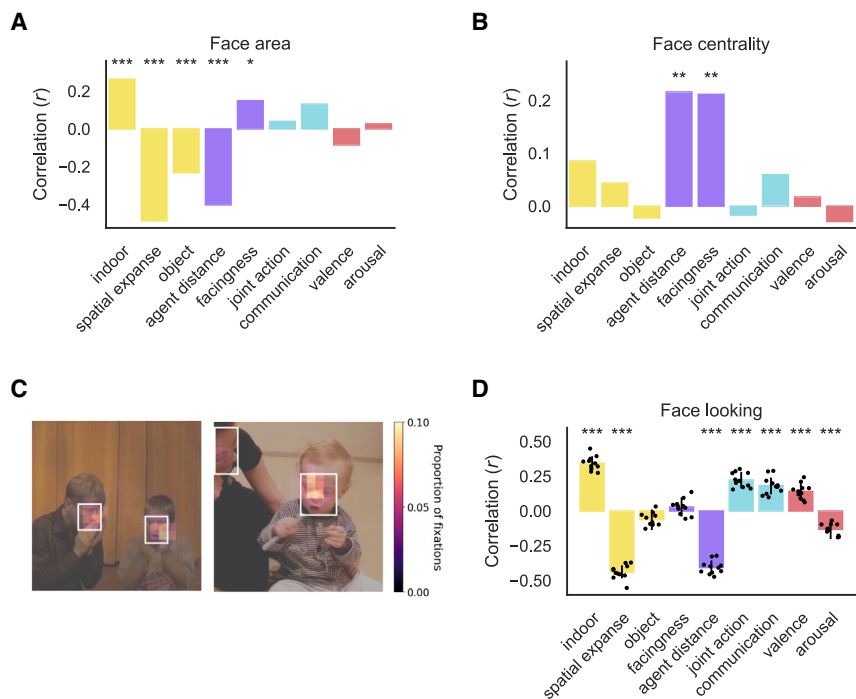 A
Face area
*** *** *** *** *
Correlation (r)
0.2
0.0
−0.2
−0.4
indoor
spatial expanse
object
agent distance
facingness
joint action
communication
valence
arousal
B
Face centrality
** **
Correlation (r)
0.2
0.1
0.0
indoor
spatial expanse
object
agent distance
facingness
joint action
communication
valence
arousal
C
0.10
0.05
0.00
Proportion of fixations
D
Face looking
*** *** *** *** *** *** ***
Correlation (r)
0.50
0.25
0.00
−0.25
−0.50
indoor
spatial expanse
object
facingness
agent distance
joint action
communication
valence
arousal